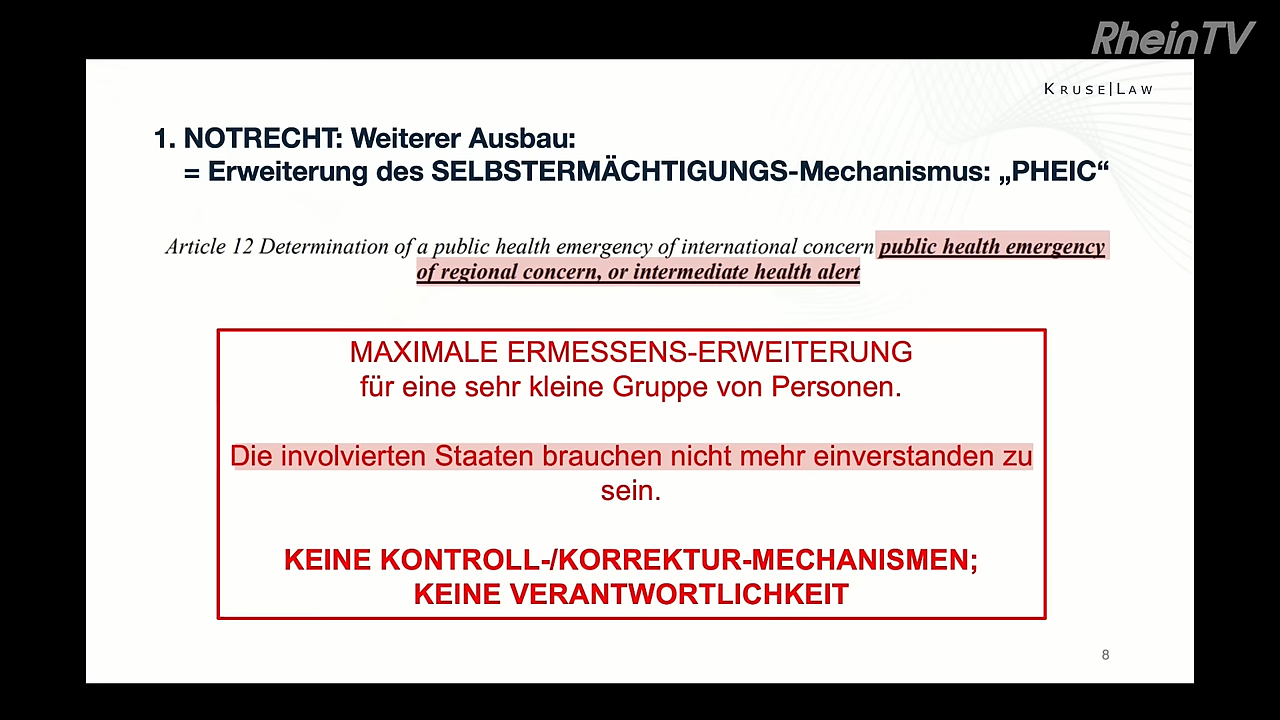 RheinTV
KRUSE|LAW
1. NOTRECHT: Weiterer Ausbau:
= Erweiterung des SELBSTERMÄCHTIGUNGS-Mechanismus: „PHEIC“
Article 12 Determination of a public health emergency of international concern public health emergency
of regional concern, or intermediate health alert
MAXIMALE ERMESSENS-ERWEITERUNG
für eine sehr kleine Gruppe von Personen.
Die involvierten Staaten brauchen nicht mehr einverstanden zu
sein.
KEINE KONTROLL-/KORREKTUR-MECHANISMEN;
KEINE VERANTWORTLICHKEIT
8